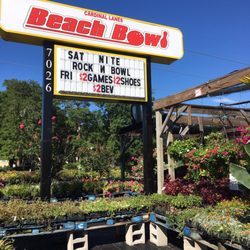 CARDINAL LANES
Beach Bowl
7026
SAT NITE
ROCK N BOWL
FRI $2GAMES$2SHOES
$2BEV